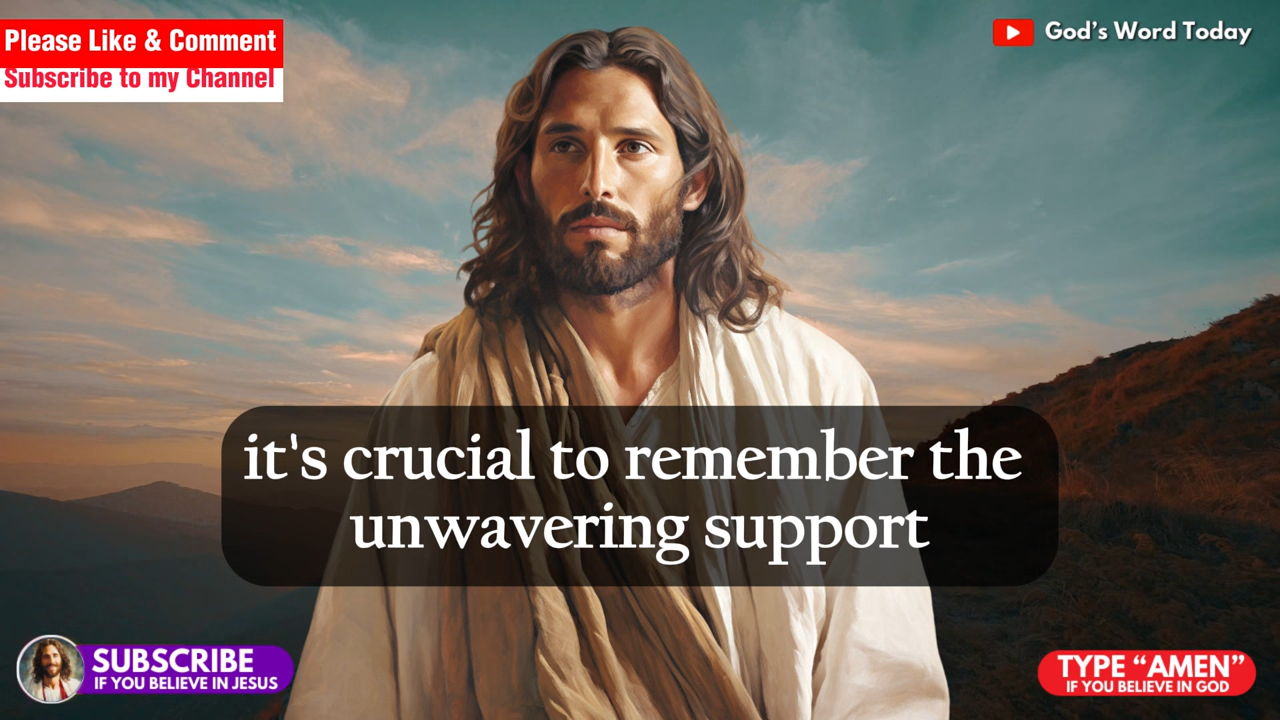 Please Like & Comment
Subscribe to my Channel
God's Word Today
it's crucial to remember the
unwavering support
SUBSCRIBE
IF YOU BELIEVE IN JESUS
TYPE “AMEN”
IF YOU BELIEVE IN GOD